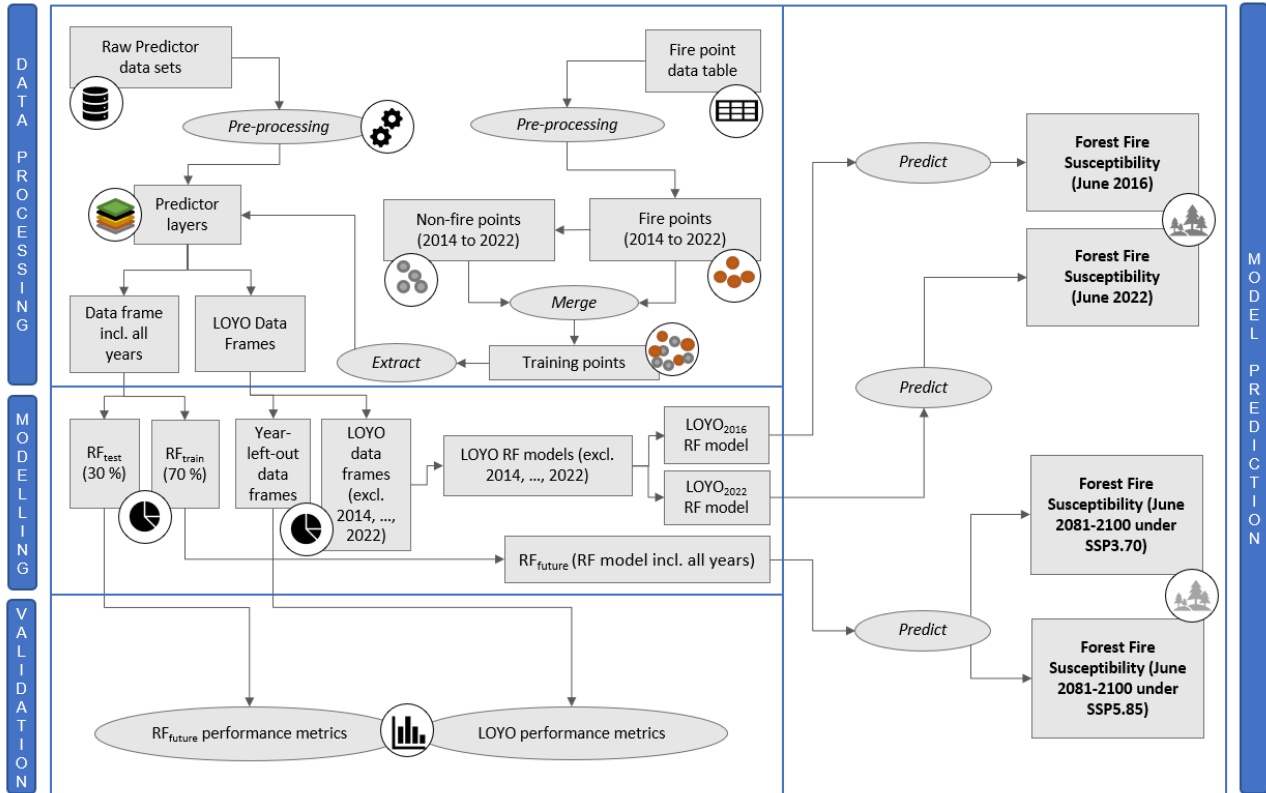 DATA PROCESSING
Raw Predictor
data sets
Pre-processing
Predictor
layers
Data frame
incl. all
years
LOYO Data
Frames
Fire point
data table
Pre-processing
Non-fire points
(2014 to 2022)
Fire points
(2014 to 2022)
Merge
Training points
Extract
MODELLING
RFtest
(30 %)
RFtrain
(70 %)
Year-
left-out
data
frames
LOYO
data
frames
(excl.
2014, …,
2022)
LOYO RF models (excl.
2014, …, 2022)
LOYO2016
RF model
LOYO2022
RF model
RFfuture (RF model incl. all years)
VALIDATION
RFfuture performance metrics
LOYO performance metrics
MODEL PREDICTION
Predict
Forest Fire
Susceptibility
(June 2016)
Predict
Forest Fire
Susceptibility
(June 2022)
Predict
Forest Fire
Susceptibility (June
2081-2100 under
SSP3.70)
Forest Fire
Susceptibility (June
2081-2100 under
SSP5.85)